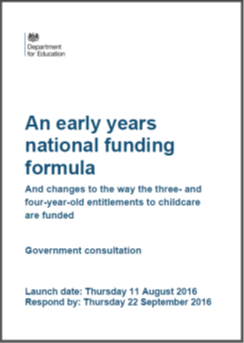 Department
for Education
An early years
national funding
formula
And changes to the way the three- and
four-year-old entitlements to childcare
are funded
Government consultation
Launch date: Thursday 11 August 2016
Respond by: Thursday 22 September 2016